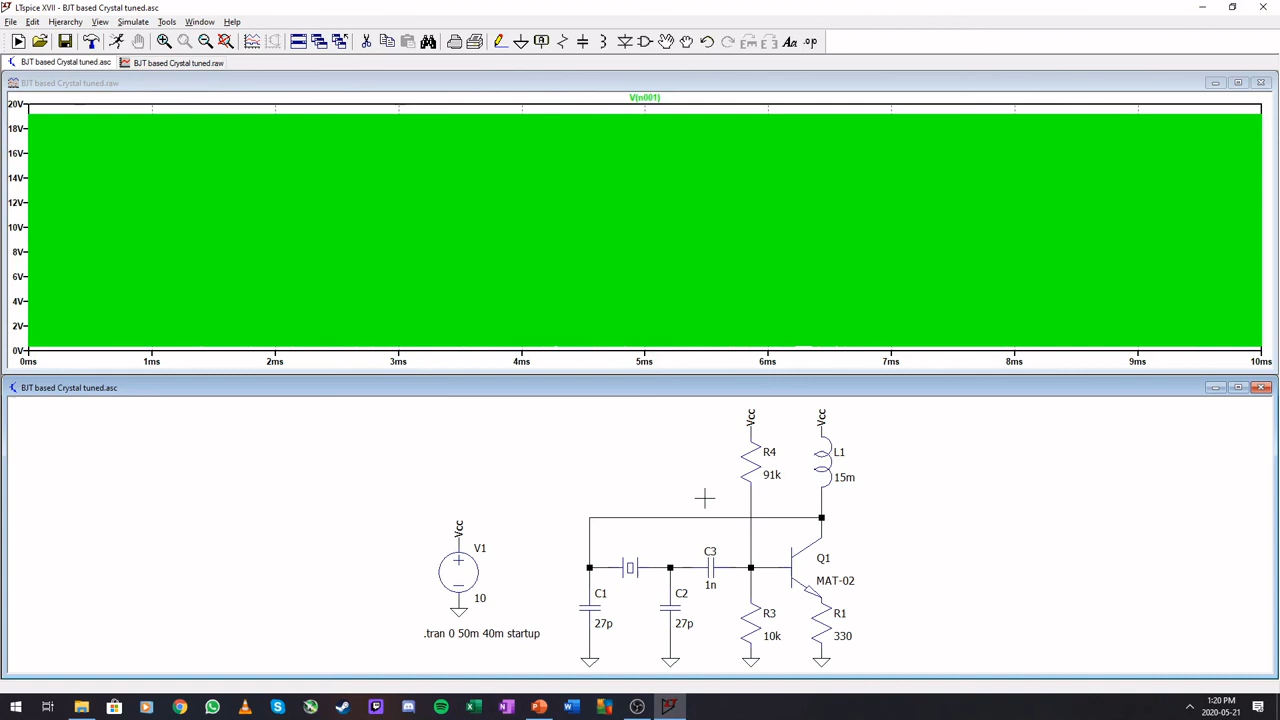 LTspice XVII - BJT based Crystal tuned.asc
File Edit Hierarchy View Simulate Tools Window Help
BJT based Crystal tuned.asc BJT based Crystal tuned.raw
BJT based Crystal tuned.raw
V(n001)
20V
18V
16V
14V
12V
10V
8V
6V
4V
2V
0V
0ms 1ms 2ms 3ms 4ms 5ms 6ms 7ms 8ms 9ms 10ms
BJT based Crystal tuned.asc
Vcc Vcc
R4 L1
91k 15m
Vcc
V1
10
.tran 0 50m 40m startup
C3
1n
Q1
MAT-02
C1 C2
27p 27p
R3 R1
10k 330
1:20 PM
2020-05-21